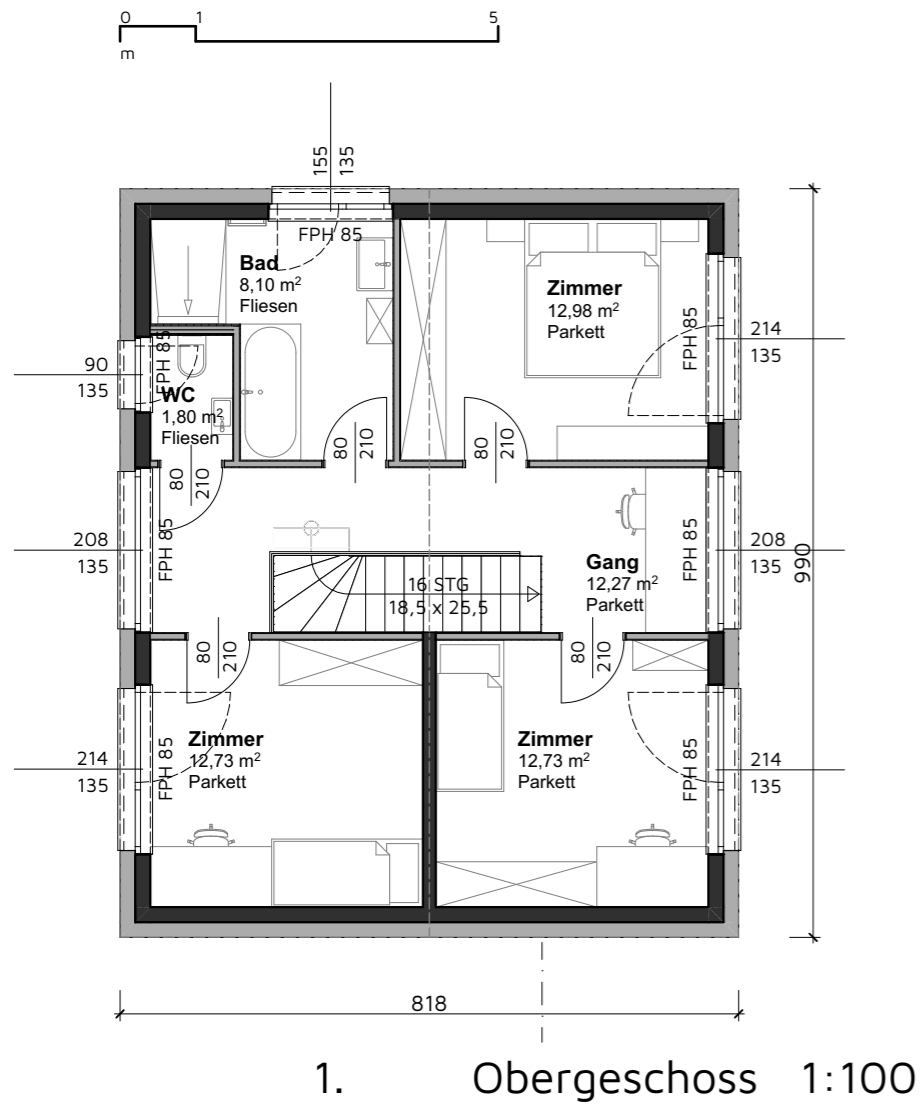 0 1 5
m
155
135
FPH 85
Bad
8,10 m²
Fliesen
Zimmer
12,98 m²
Parkett
FPH 85
214
135
90
135
FPH 85
WC
1,80 m²
Fliesen
80
210
80
210
80
210
208
135
FPH 85
16 STG
18,5 x 25,5
Gang
12,27 m²
Parkett
FPH 85
208
135
990
80
210
80
210
214
135
FPH 85
Zimmer
12,73 m²
Parkett
Zimmer
12,73 m²
Parkett
FPH 85
214
135
818
1. Obergeschoss 1:100